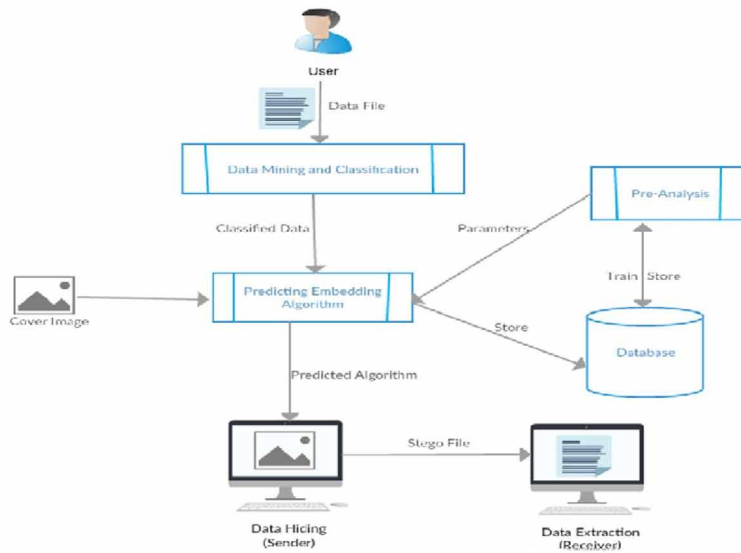 User
Data File
Data Mining and Classification
Classified Data
Parameters
Pre-Analysis
Train Store
Cover Image
Predicting Embedding
Algorithm
Store
Database
Predicted Algorithm
Stego File
Data Hiding
(Sender)
Data Extraction
(Receiver)